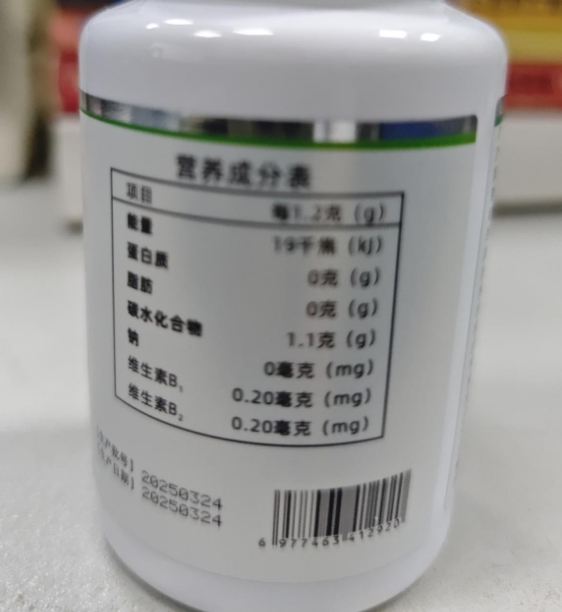 营养成分表
项目 每1.2克（g）
能量 19千焦（kJ）
蛋白质 0克（g）
脂肪 0克（g）
碳水化合物 1.1克（g）
钠 0毫克（mg）
维生素B₁ 0.20毫克（mg）
维生素B₂ 0.20毫克（mg）
20250324
20250324
6 977463 412920